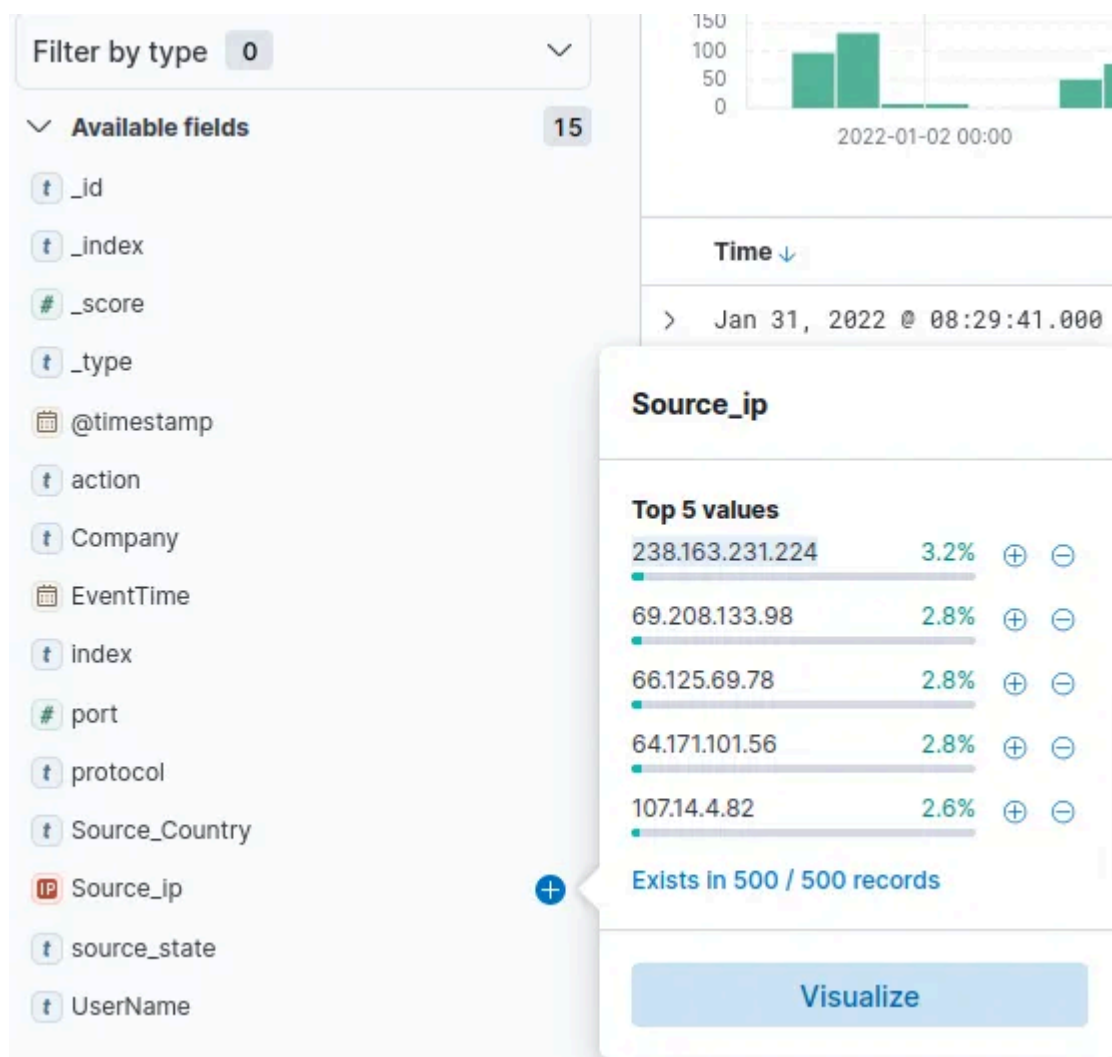 Filter by type 0
Available fields 15
t _id
t _index
# _score
t _type
@timestamp
t action
t Company
EventTime
t index
# port
t protocol
t Source_Country
IP Source_ip
t source_state
t UserName
150
100
50
0
2022-01-02 00:00
Time
Jan 31, 2022 @ 08:29:41.000
Source_ip
Top 5 values
238.163.231.224 3.2%
69.208.133.98 2.8%
66.125.69.78 2.8%
64.171.101.56 2.8%
107.14.4.82 2.6%
Exists in 500 / 500 records
Visualize